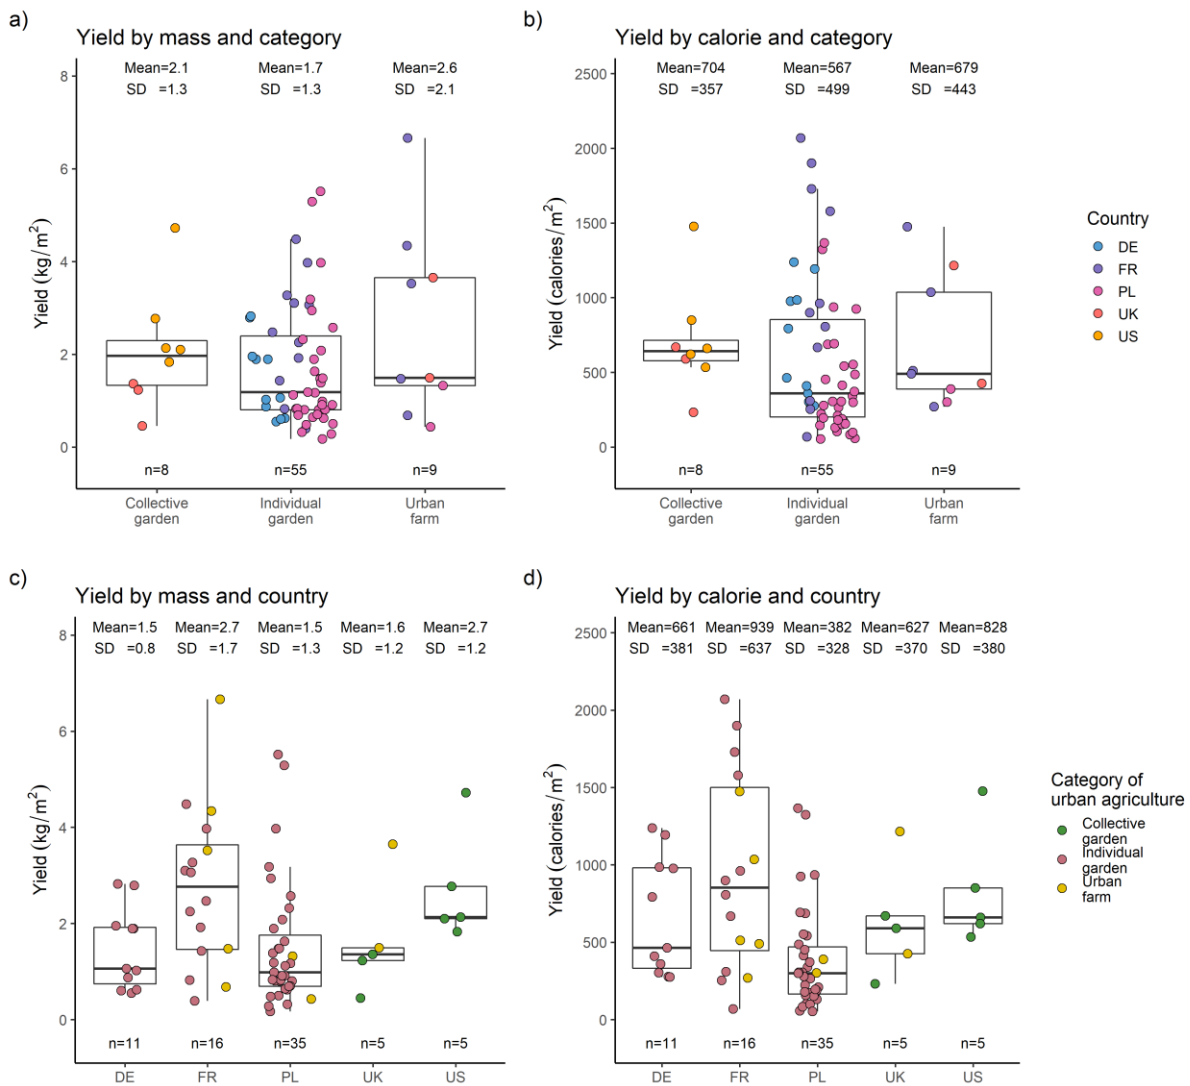 a)
Yield by mass and category
Mean=2.1 Mean=1.7 Mean=2.6
SD =1.3 SD =1.3 SD =2.1
8
6
4
2
0
Yield (kg/m²)
n=8 n=55 n=9
Collective garden
Individual garden
Urban farm
b)
Yield by calorie and category
Mean=704 Mean=567 Mean=679
SD =357 SD =499 SD =443
2500
2000
1500
1000
500
0
Yield (calories/m²)
n=8 n=55 n=9
Collective garden
Individual garden
Urban farm
Country
DE
FR
PL
UK
US
c)
Yield by mass and country
Mean=1.5 Mean=2.7 Mean=1.5 Mean=1.6 Mean=2.7
SD =0.8 SD =1.7 SD =1.3 SD =1.2 SD =1.2
8
6
4
2
0
Yield (kg/m²)
n=11 n=16 n=35 n=5 n=5
DE FR PL UK US
d)
Yield by calorie and country
Mean=661 Mean=939 Mean=382 Mean=627 Mean=828
SD =381 SD =637 SD =328 SD =370 SD =380
2500
2000
1500
1000
500
0
Yield (calories/m²)
n=11 n=16 n=35 n=5 n=5
DE FR PL UK US
Category of
urban agriculture
Collective
garden
Individual
garden
Urban
farm